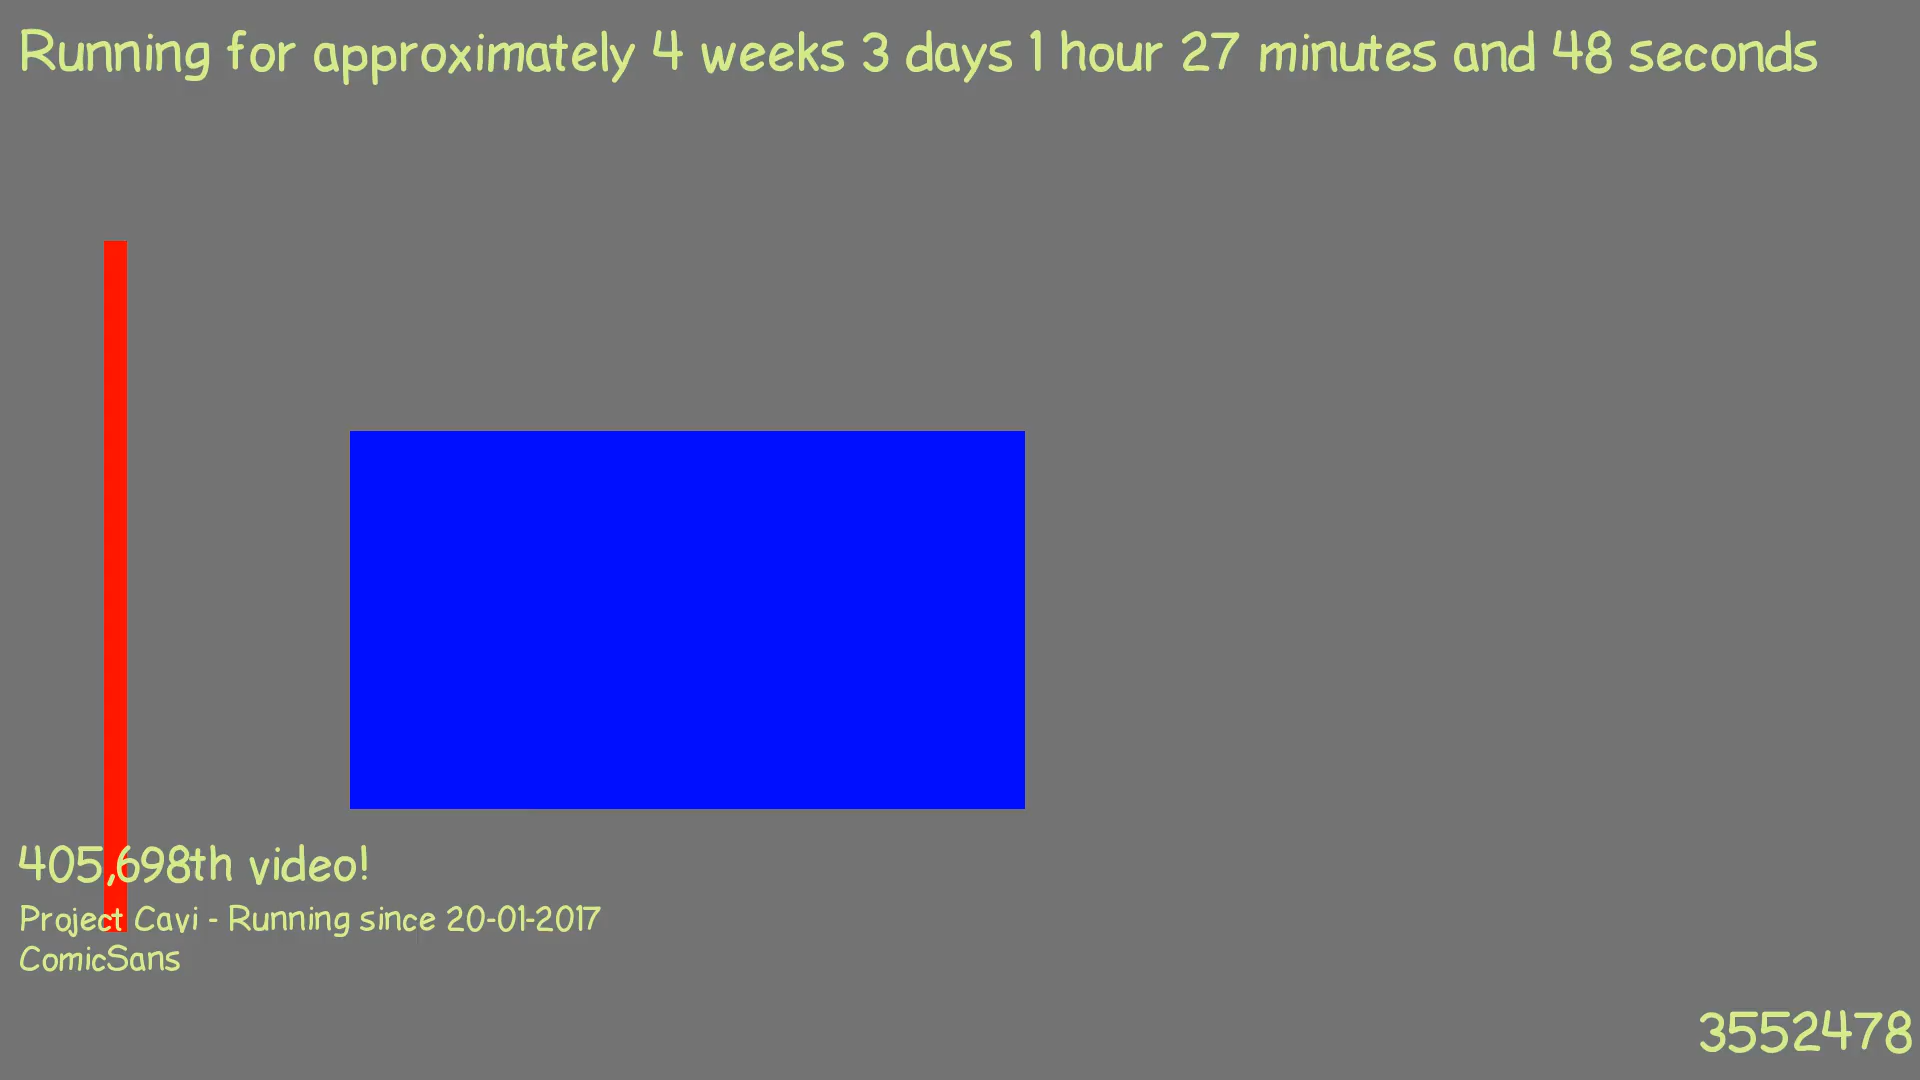 Running for approximately 4 weeks 3 days 1 hour 27 minutes and 48 seconds
405,698th video!
Project Cavi - Running since 20-01-2017
ComicSans
3552478